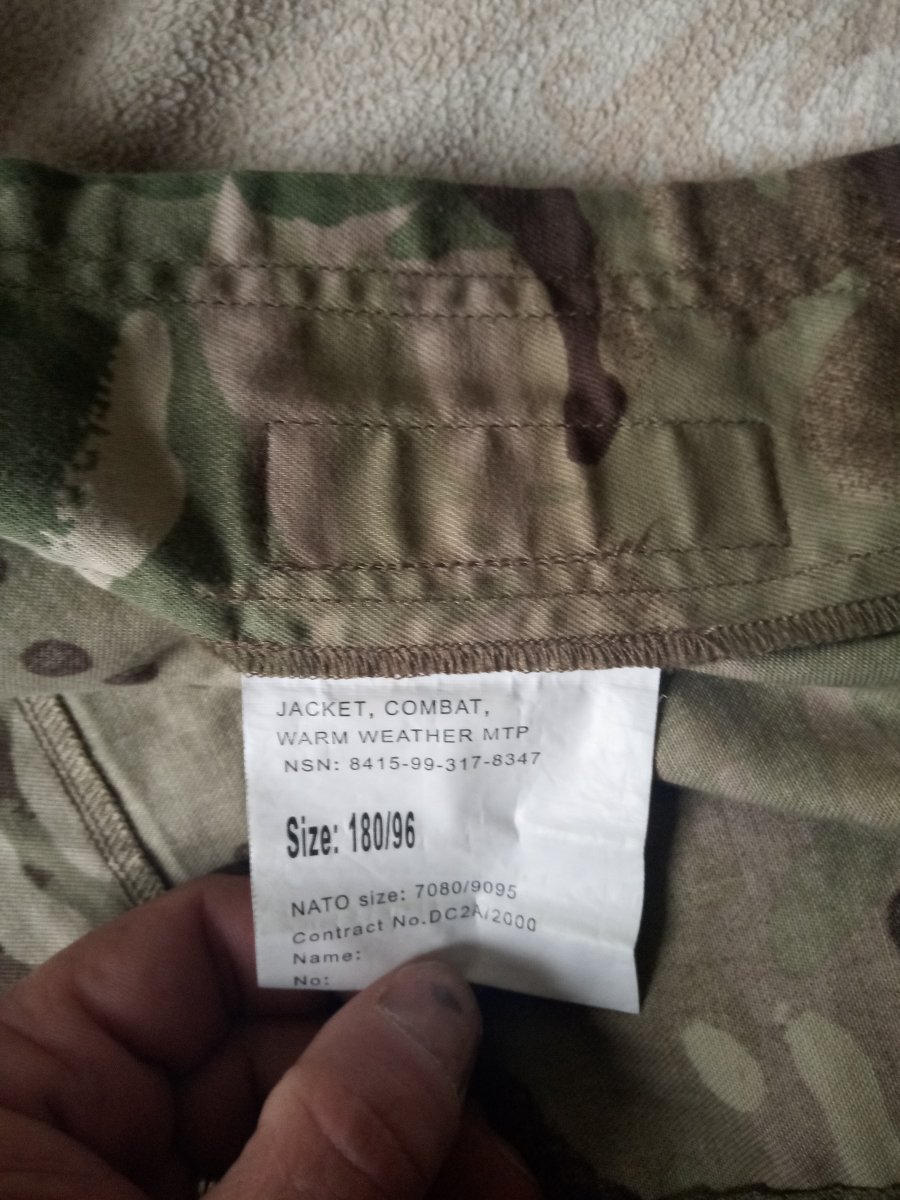 JACKET, COMBAT,
WARM WEATHER MTP
NSN: 8415-99-317-8347
Size: 180/96
NATO size: 7080/9095
Contract No.DC2A/2000
Name:
No: